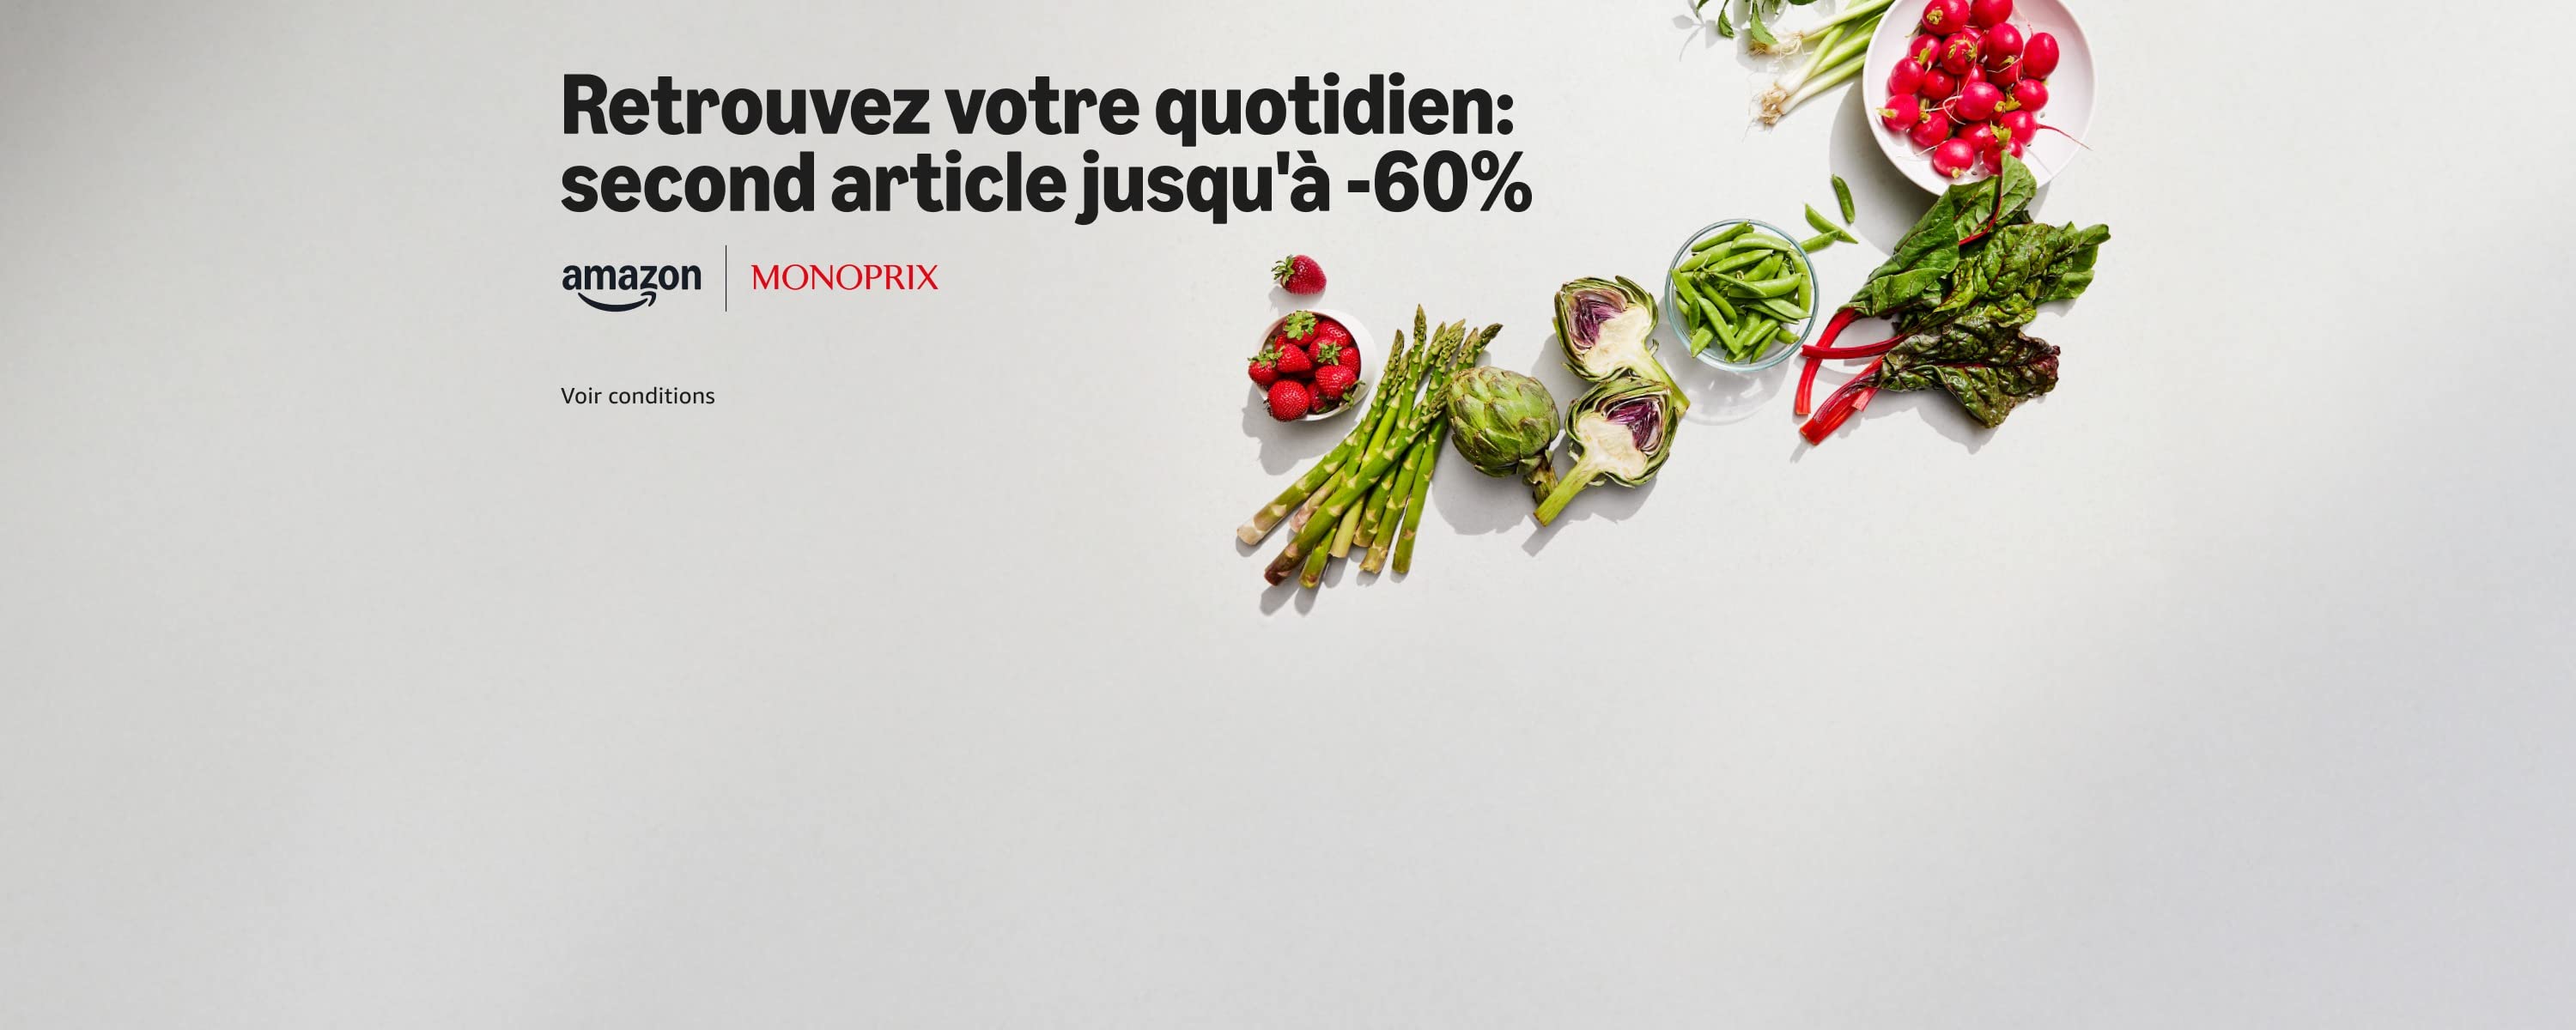 Retrouvez votre quotidien:
second article jusqu'à -60%
amazon | MONOPRIX
Voir conditions